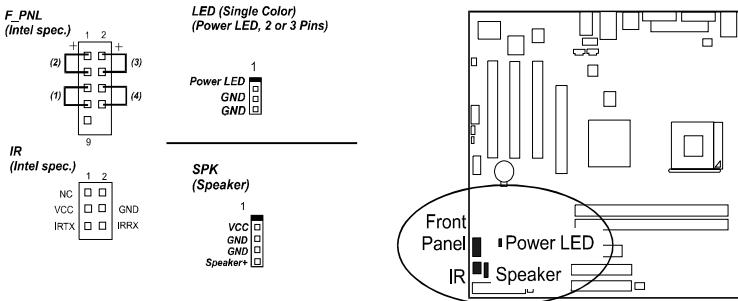 F_PNL
(Intel spec.)
1 2
+ +
(2) (3)
(1) (4)
9
IR
(Intel spec.)
1 2
NC
VCC GND
IRTX IRRX
LED (Single Color)
(Power LED, 2 or 3 Pins)
1
Power LED
GND
GND
SPK
(Speaker)
1
VCC
GND
GND
Speaker+
Front
Panel Power LED
IR Speaker